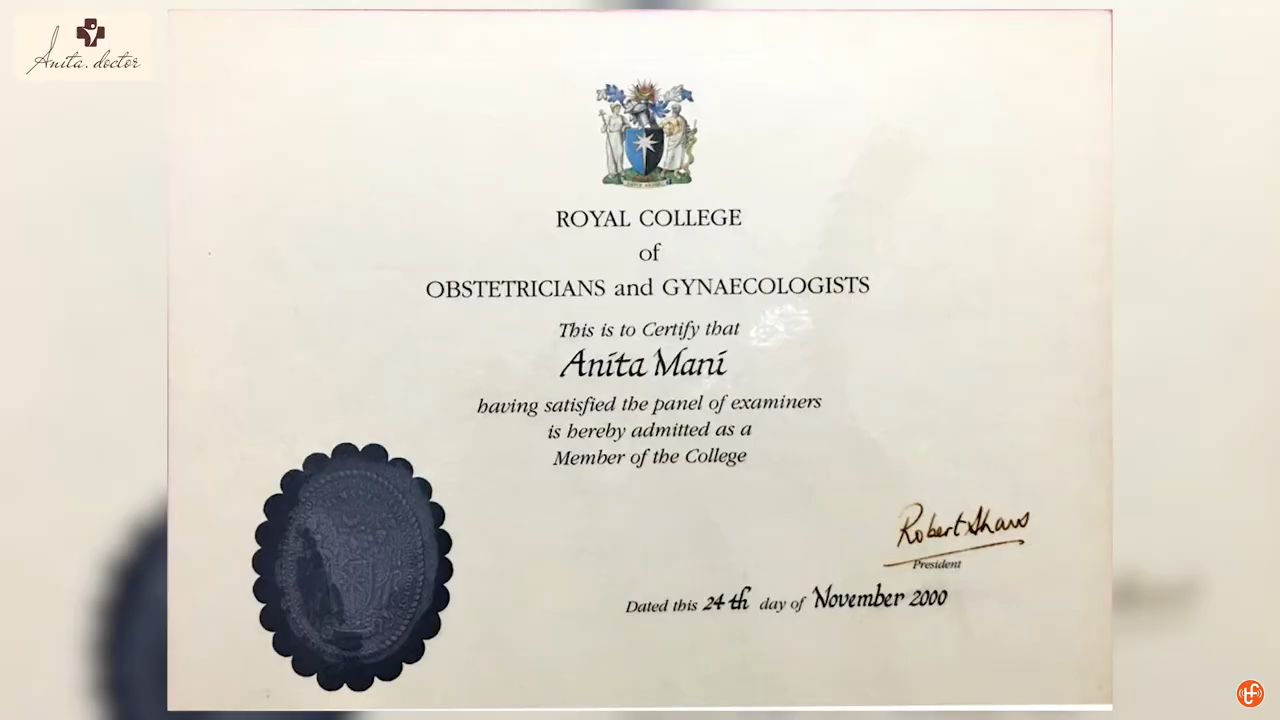 Anita.doctor
ROYAL COLLEGE
of
OBSTETRICIANS and GYNAECOLOGISTS
This is to Certify that
Anita Mani
having satisfied the panel of examiners
is hereby admitted as a
Member of the College
Robert Shaw
President
Dated this 24th day of November 2000